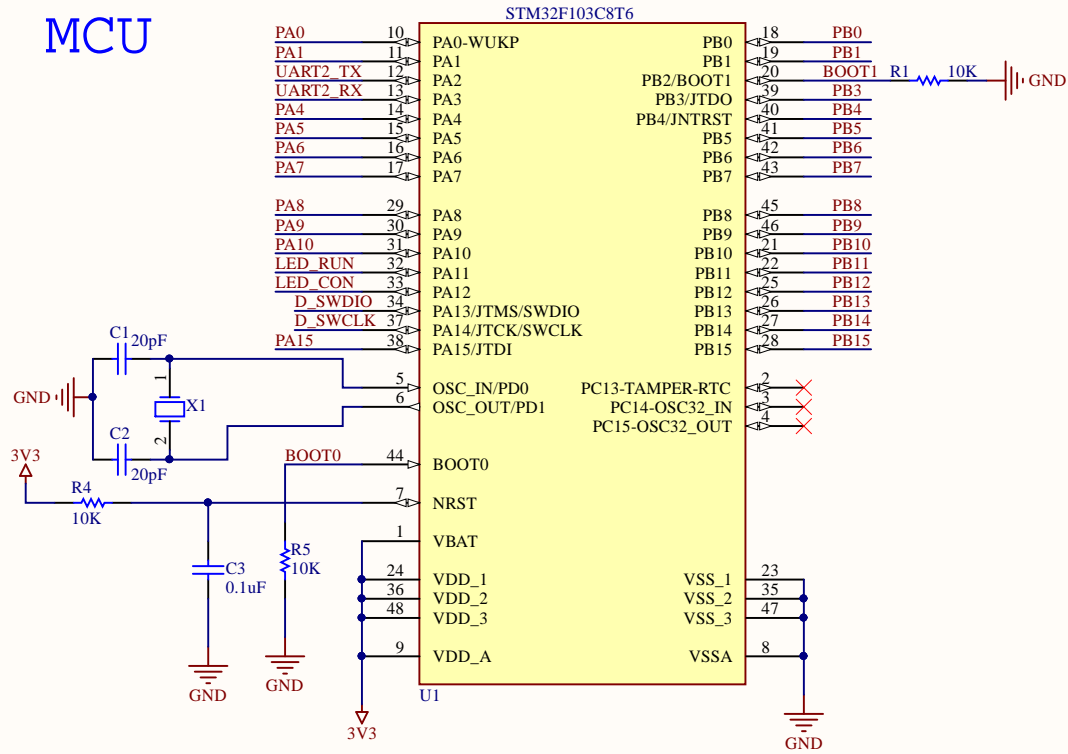 MCU
STM32F103C8T6
PA0 10 PA0-WUKP PB0 18 PB0
PA1 11 PA1 PB1 19 PB1
UART2_TX 12 PA2 PB2/BOOT1 20 BOOT1 R1 10K GND
UART2_RX 13 PA3 PB3/JTDO 39 PB3
PA4 14 PA4 PB4/JNTRST 40 PB4
PA5 15 PA5 PB5 41 PB5
PA6 16 PA6 PB6 42 PB6
PA7 17 PA7 PB7 43 PB7
PA8 29 PA8 PB8 45 PB8
PA9 30 PA9 PB9 46 PB9
PA10 31 PA10 PB10 21 PB10
LED_RUN 32 PA11 PB11 22 PB11
LED_CON 33 PA12 PB12 25 PB12
D_SWDIO 34 PA13/JTMS/SWDIO PB13 26 PB13
D_SWCLK 37 PA14/JTCK/SWCLK PB14 27 PB14
PA15 38 PA15/JTDI PB15 28 PB15
C1 20pF
1
5 OSC_IN/PD0 PC13-TAMPER-RTC 2
GND X1 6 OSC_OUT/PD1 PC14-OSC32_IN 3
PC15-OSC32_OUT 4
C2 2
20pF
3V3 BOOT0 44 BOOT0
R4 7 NRST
10K
1 VBAT
R5
10K
C3
0.1uF
24 VDD_1 VSS_1 23
36 VDD_2 VSS_2 35
48 VDD_3 VSS_3 47
9 VDD_A VSSA 8
GND GND U1
3V3 GND